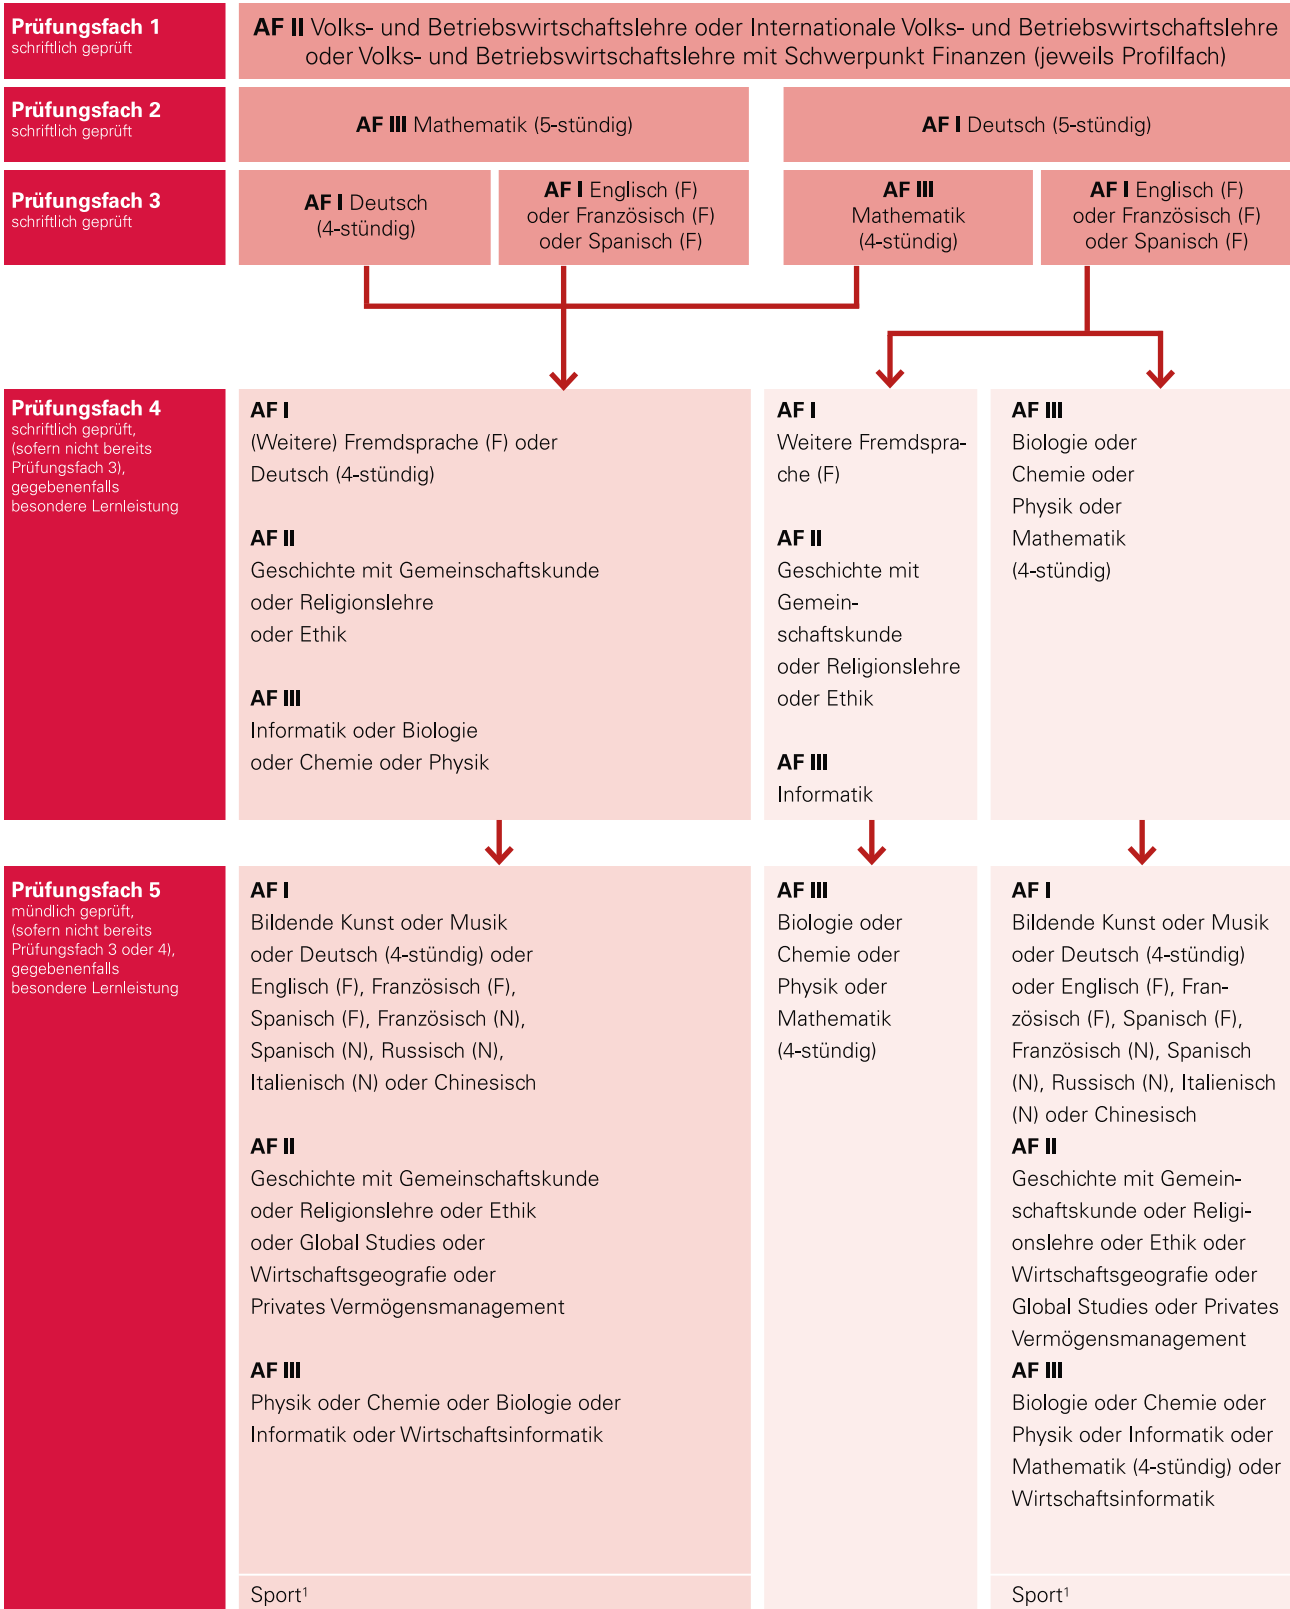 Prüfungsfach 1
schriftlich geprüft
AF II Volks- und Betriebswirtschaftslehre oder Internationale Volks- und Betriebswirtschaftslehre
oder Volks- und Betriebswirtschaftslehre mit Schwerpunkt Finanzen (jeweils Profilfach)
Prüfungsfach 2
schriftlich geprüft
AF III Mathematik (5-stündig)
AF I Deutsch (5-stündig)
Prüfungsfach 3
schriftlich geprüft
AF I Deutsch
(4-stündig)
AF I Englisch (F)
oder Französisch (F)
oder Spanisch (F)
AF III
Mathematik
(4-stündig)
AF I Englisch (F)
oder Französisch (F)
oder Spanisch (F)
Prüfungsfach 4
schriftlich geprüft,
(sofern nicht bereits
Prüfungsfach 3),
gegebenenfalls
besondere Lernleistung
AF I
(Weitere) Fremdsprache (F) oder
Deutsch (4-stündig)
AF II
Geschichte mit Gemeinschaftskunde
oder Religionslehre
oder Ethik
AF III
Informatik oder Biologie
oder Chemie oder Physik
AF I
Weitere Fremdspra-
che (F)
AF II
Geschichte mit
Gemein-
schaftskunde
oder Religionslehre
oder Ethik
AF III
Informatik
AF III
Biologie oder
Chemie oder
Physik oder
Mathematik
(4-stündig)
Prüfungsfach 5
mündlich geprüft,
(sofern nicht bereits
Prüfungsfach 3 oder 4),
gegebenenfalls
besondere Lernleistung
AF I
Bildende Kunst oder Musik
oder Deutsch (4-stündig) oder
Englisch (F), Französisch (F),
Spanisch (F), Französisch (N),
Spanisch (N), Russisch (N),
Italienisch (N) oder Chinesisch
AF II
Geschichte mit Gemeinschaftskunde
oder Religionslehre oder Ethik
oder Global Studies oder
Wirtschaftsgeografie oder
Privates Vermögensmanagement
AF III
Physik oder Chemie oder Biologie oder
Informatik oder Wirtschaftsinformatik
Sport¹
AF III
Biologie oder
Chemie oder
Physik oder
Mathematik
(4-stündig)
AF I
Bildende Kunst oder Musik
oder Deutsch (4-stündig)
oder Englisch (F), Fran-
zösisch (F), Spanisch (F),
Französisch (N), Spanisch
(N), Russisch (N), Italienisch
(N) oder Chinesisch
AF II
Geschichte mit Gemein-
schaftskunde oder Religi-
onslehre oder Ethik oder
Wirtschaftsgeografie oder
Global Studies oder Privates
Vermögensmanagement
AF III
Biologie oder Chemie oder
Physik oder Informatik oder
Mathematik (4-stündig) oder
Wirtschaftsinformatik
Sport¹